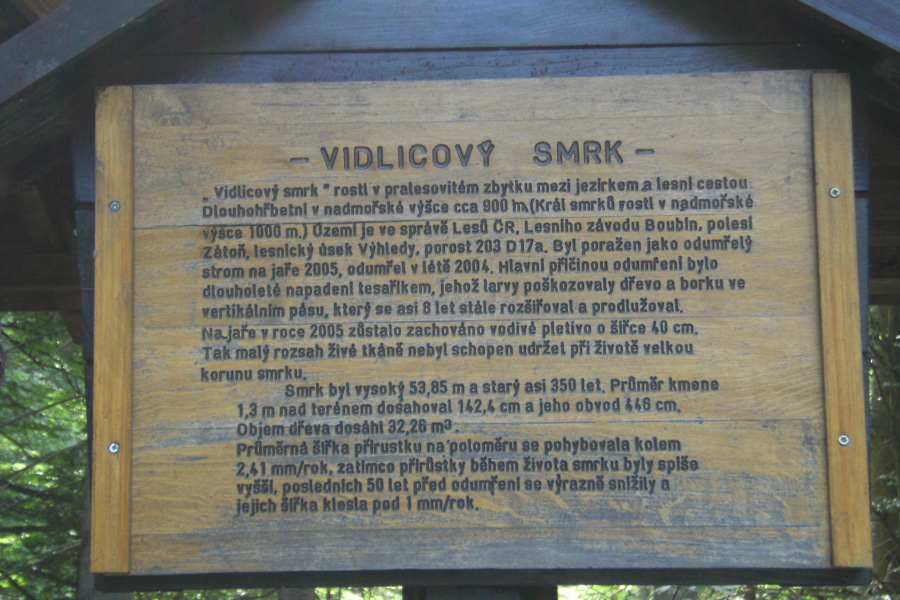 – VIDLICOVÝ SMRK –
„Vidlicový smrk" rostl v pralesovitém zbytku mezi jezírkem a lesní cestou.
Dlouhohřbetní v nadmořské výšce cca 900 m.(Král smrků rostl v nadmořské
výšce 1000 m.) Území je ve správě Lesů ČR, Lesního závodu Boubín, polesí
Zátoň, lesnický úsek Výhledy, porost 203 D17a. Byl poražen jako odumřelý
strom na jaře 2005, odumřel v létě 2004. Hlavní příčinou odumření bylo
dlouholeté napadení tesaříkem, jehož larvy poškozovaly dřevo a borku ve
vertikálním pásu, který se asi 8 let stále rozšiřoval a prodlužoval.
Na jaře v roce 2005 zůstalo zachováno vodivé pletivo o šířce 40 cm.
Tak malý rozsah živé tkáně nebyl schopen udržet při životě velkou
korunu smrku.
Smrk byl vysoký 53,85 m a starý asi 350 let. Průměr kmene
1,3 m nad terénem dosahoval 142,4 cm a jeho obvod 446 cm.
Objem dřeva dosáhl 32,26 m³.
Průměrná šířka přírustku na poloměru se pohybovala kolem
2,41 mm/rok, zatímco přírůstky během života smrku byly spíše
vyšší, posledních 50 let před odumření se výrazně snížily a
jejich šířka klesla pod 1 mm/rok.